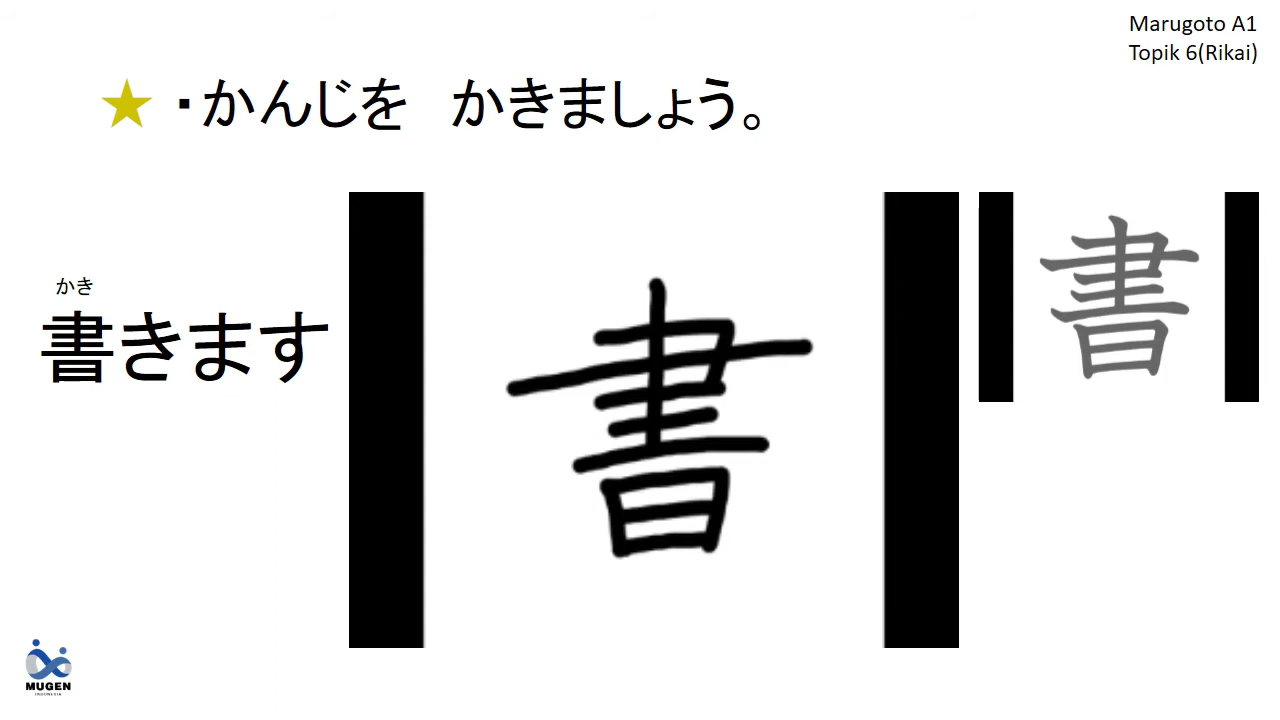 Marugoto A1
Topik 6(Rikai)
★・かんじを　かきましょう。
かき
書きます
書
書
MUGEN
INDONESIA